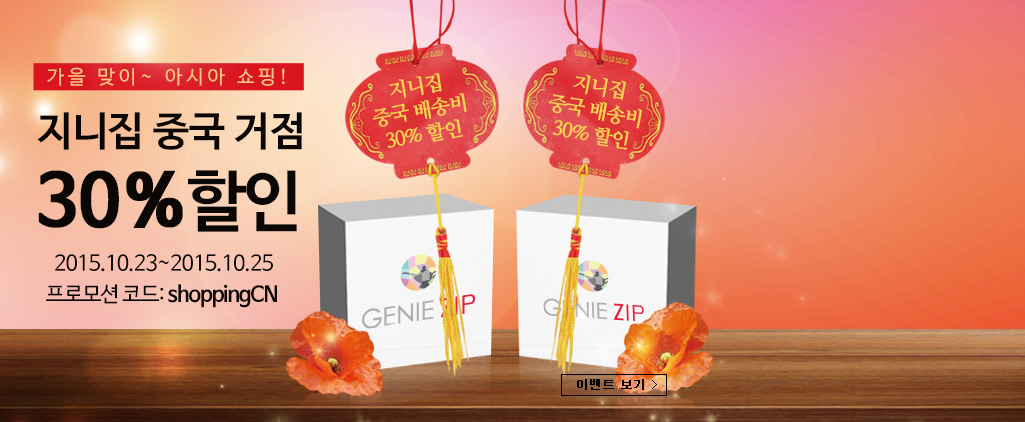 가을 맞이~ 아시아 쇼핑!
지니집 중국 거점
30% 할인
2015.10.23~2015.10.25
프로모션 코드: shoppingCN
지니집
중국 배송비
30% 할인
지니집
중국 배송비
30% 할인
GENIE ZIP
GENIE ZIP
이벤트 보기 >